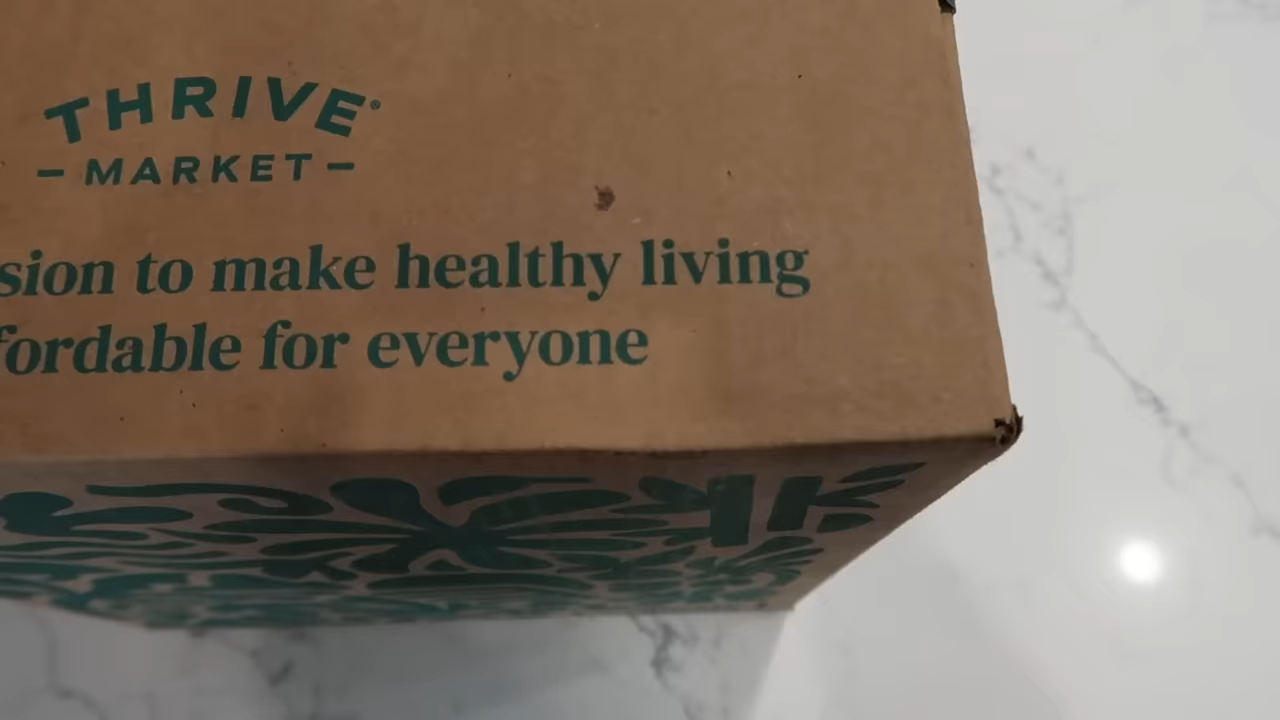 THRIVE®
- MARKET -
sion to make healthy living
fordable for everyone